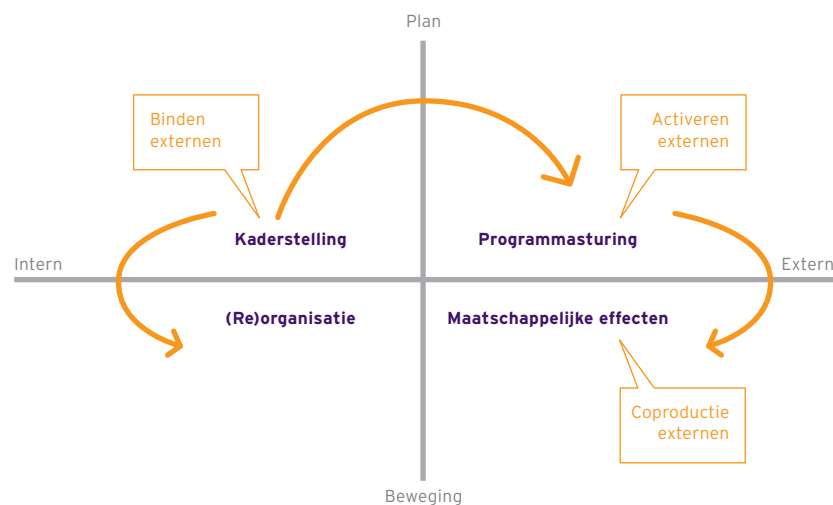 Plan
Binden
externen
Activeren
externen
Kaderstelling
Programmasturing
Intern
Extern
(Re)organisatie
Maatschappelijke effecten
Coproductie
externen
Beweging